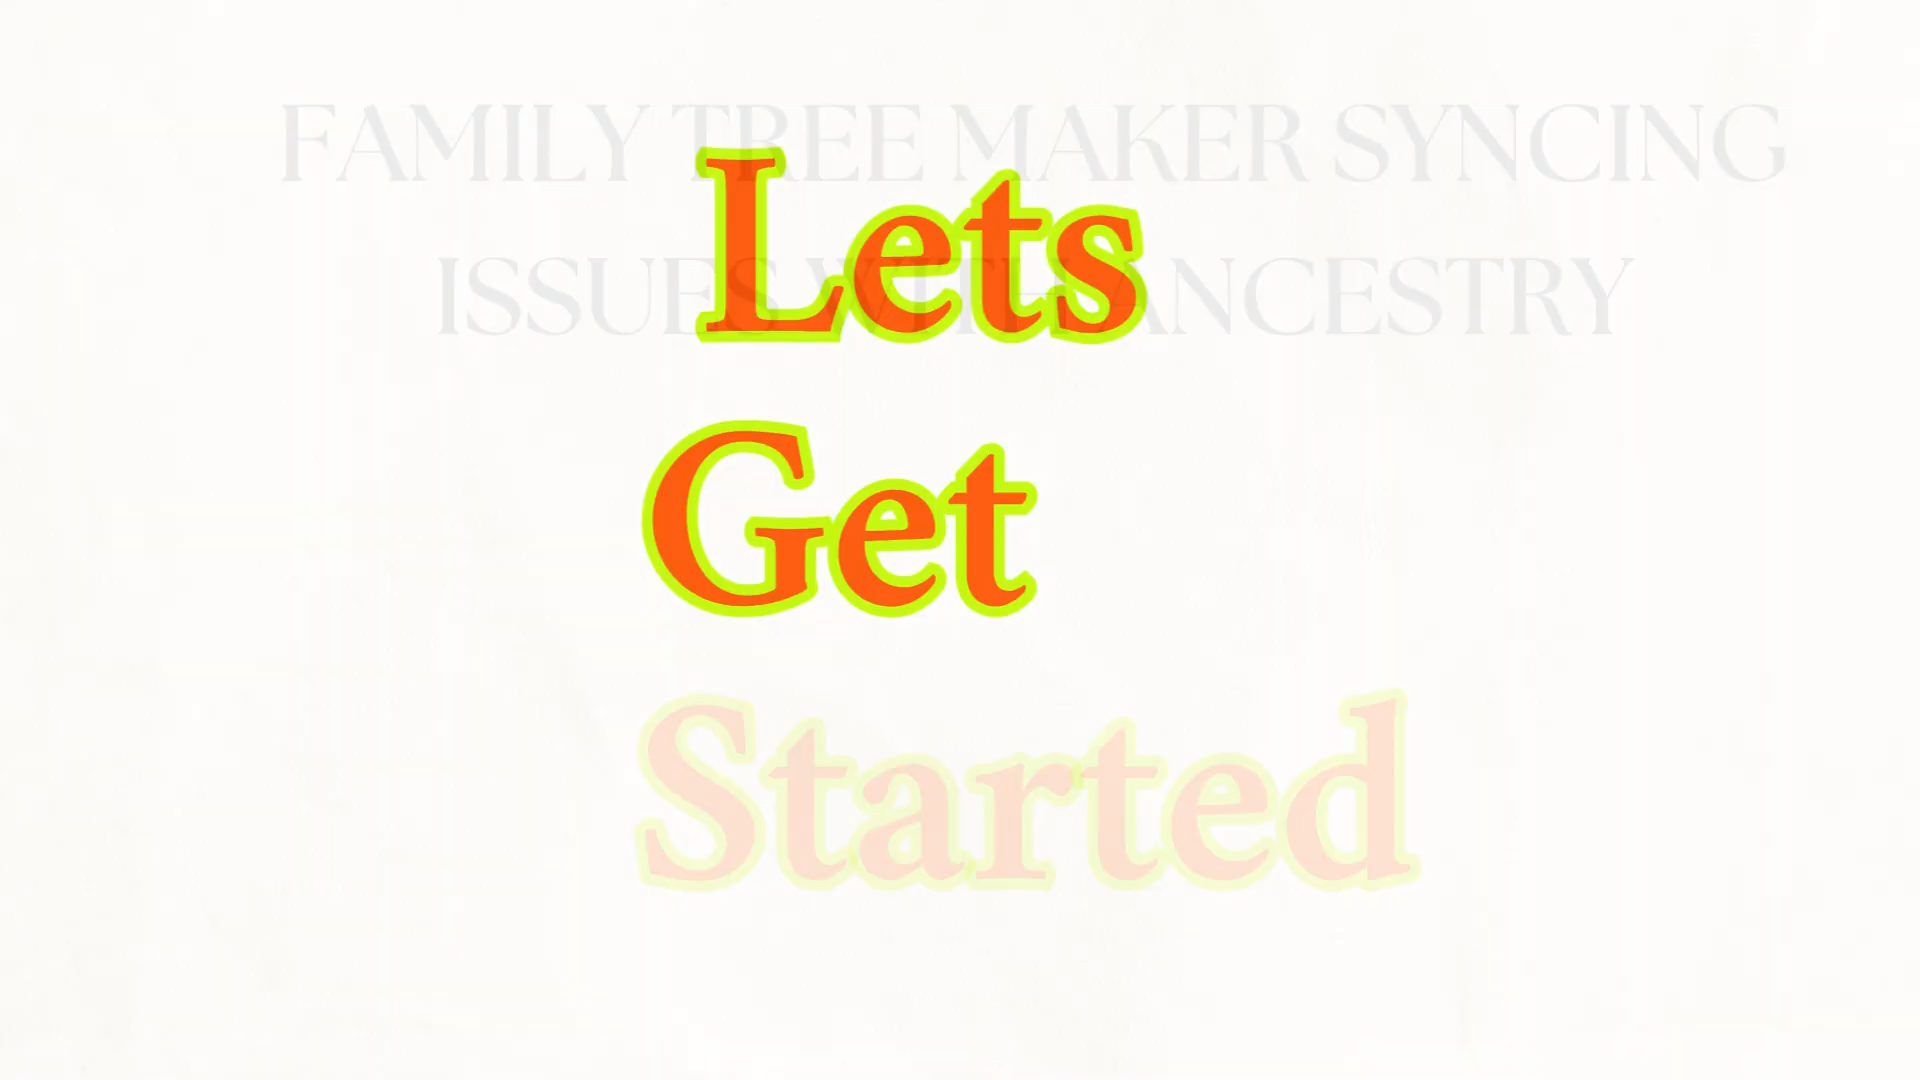 FAMILY TREE MAKER SYNCING
ISSUES WITH ANCESTRY
Lets
Get
Started